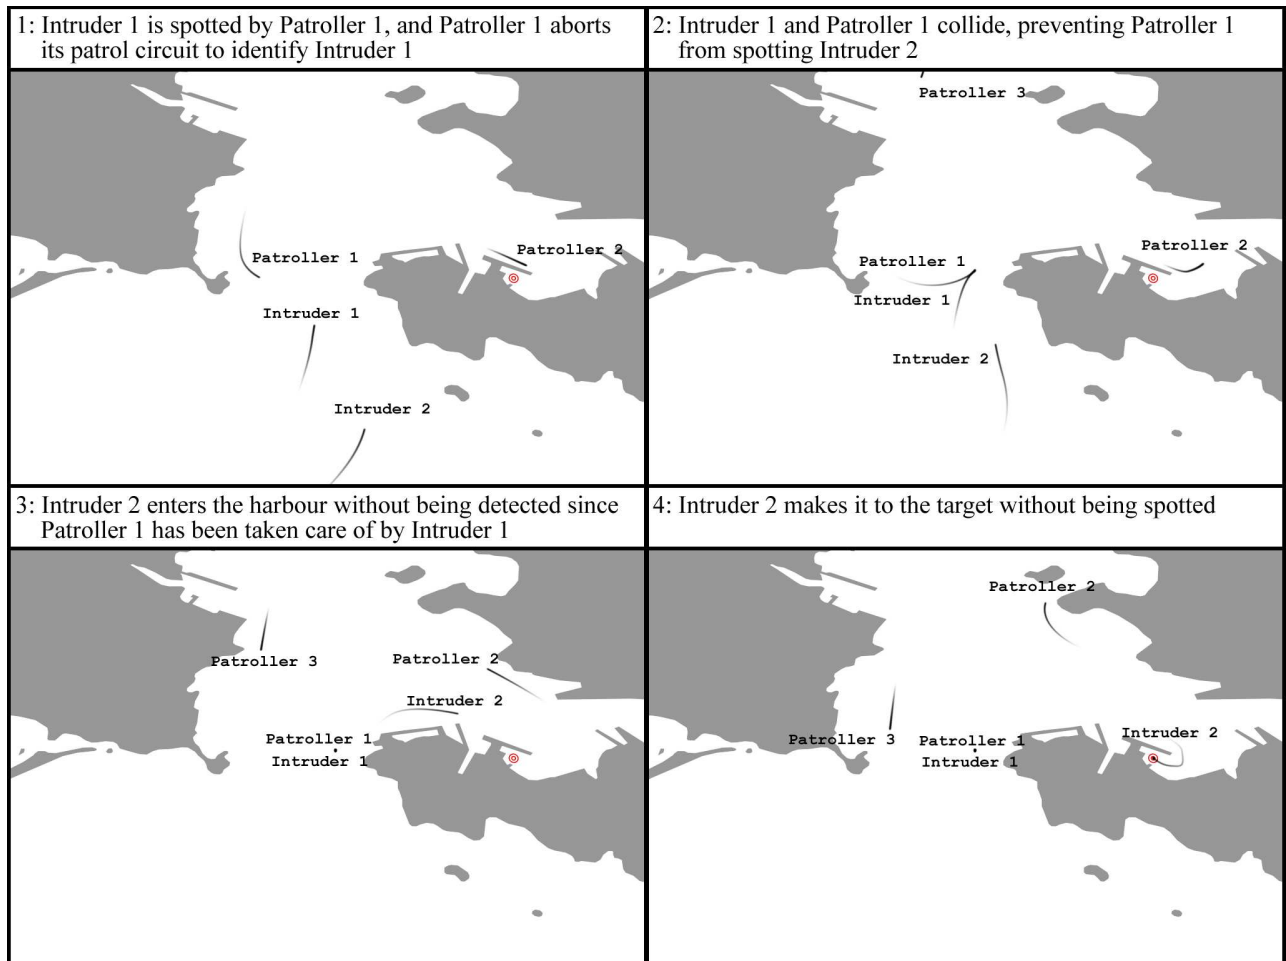 1: Intruder 1 is spotted by Patroller 1, and Patroller 1 aborts
its patrol circuit to identify Intruder 1
Patroller 2
Patroller 1
Intruder 1
Intruder 2
2: Intruder 1 and Patroller 1 collide, preventing Patroller 1
from spotting Intruder 2
Patroller 3
Patroller 2
Patroller 1
Intruder 1
Intruder 2
3: Intruder 2 enters the harbour without being detected since
Patroller 1 has been taken care of by Intruder 1
Patroller 2
Patroller 3
Intruder 2
Patroller 1
Intruder 1
4: Intruder 2 makes it to the target without being spotted
Patroller 2
Intruder 2
Patroller 3
Patroller 1
Intruder 1